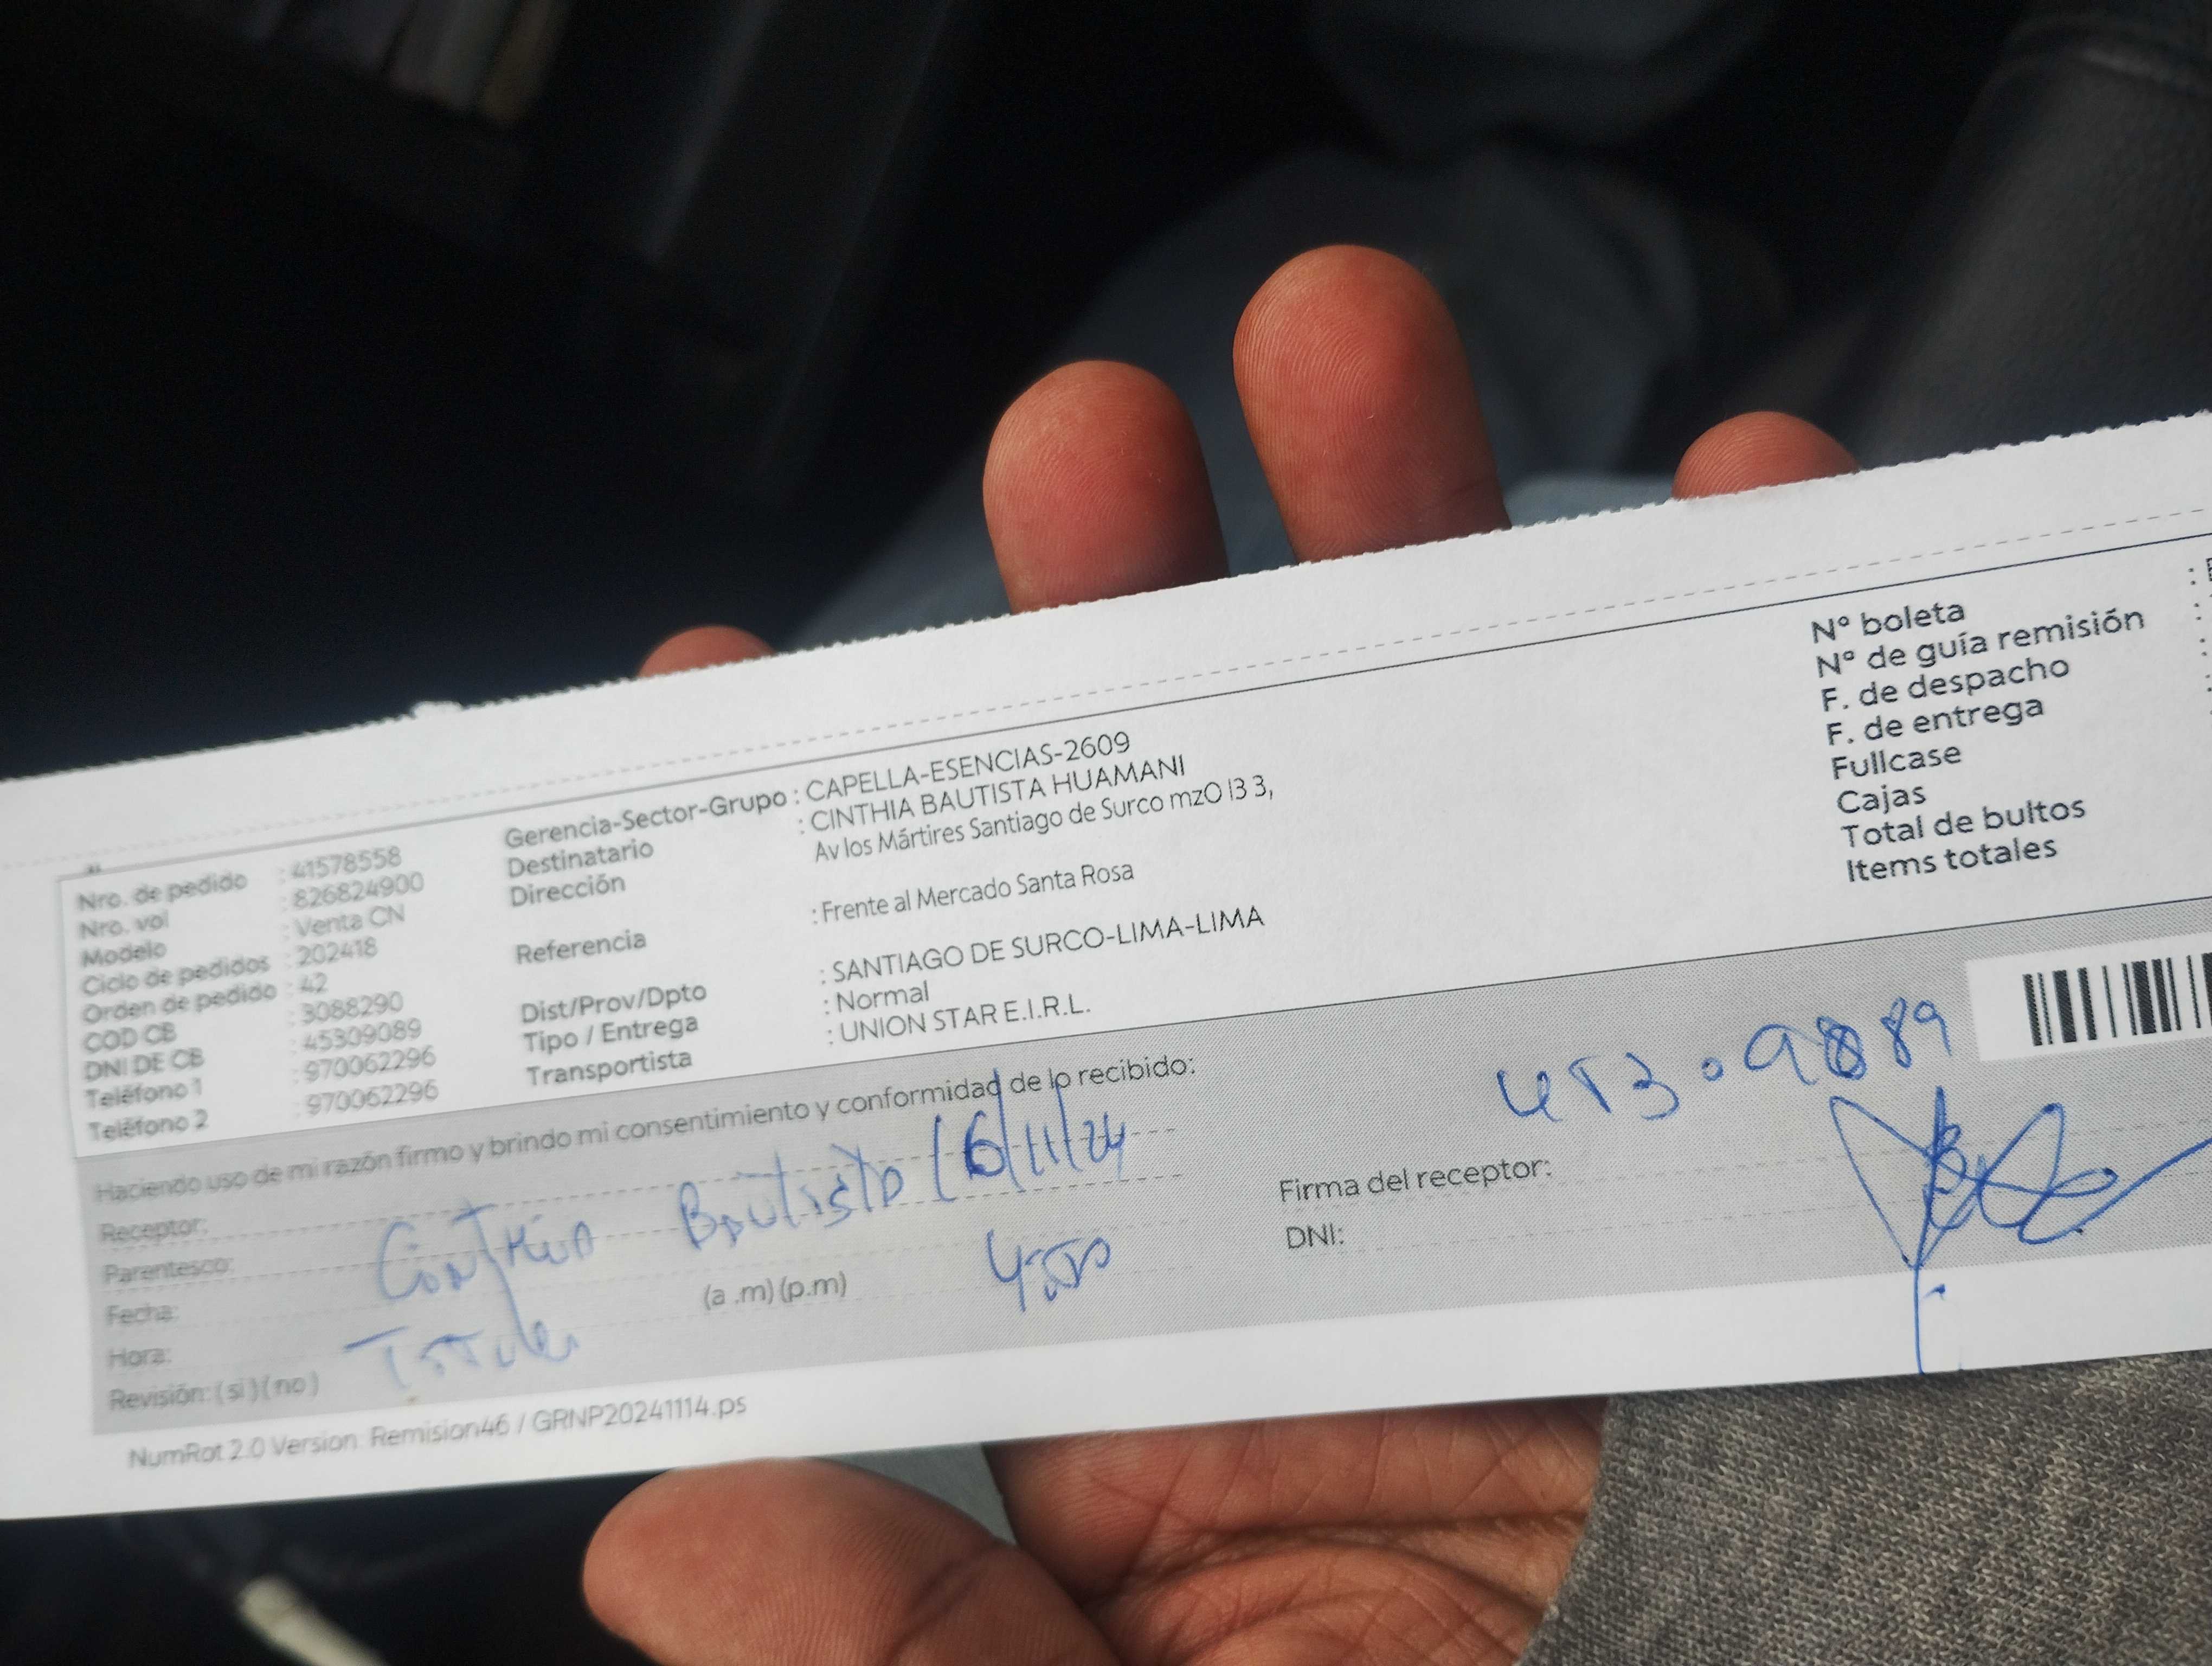 Nro. de pedido : 41578558
Nro. vol : 826824900
Modelo : Venta CN
Ciclo de pedidos : 202418
Orden de pedido : 42
COD CB : 3088290
DNI DE CB : 45309089
Teléfono 1 : 970062296
Teléfono 2 : 970062296
Gerencia-Sector-Grupo : CAPELLA-ESENCIAS-2609
Destinatario : CINTHIA BAUTISTA HUAMANI
Dirección Av los Mártires Santiago de Surco mzO l3 3,
Referencia : Frente al Mercado Santa Rosa
Dist/Prov/Dpto : SANTIAGO DE SURCO-LIMA-LIMA
Tipo / Entrega : Normal
Transportista : UNION STAR E.I.R.L.
N° boleta :
N° de guía remisión :
F. de despacho :
F. de entrega :
Fullcase
Cajas
Total de bultos
Items totales
Haciendo uso de mi razón firmo y brindo mi consentimiento y conformidad de lo recibido:
Receptor:
Parentesco:
Fecha:
Hora:
Revisión: ( si ) ( no )
Bautista 16/11/24
(a .m) (p.m)
Firma del receptor:
DNI:
NumRot 2.0 Version: Remision46 / GRNP20241114.ps